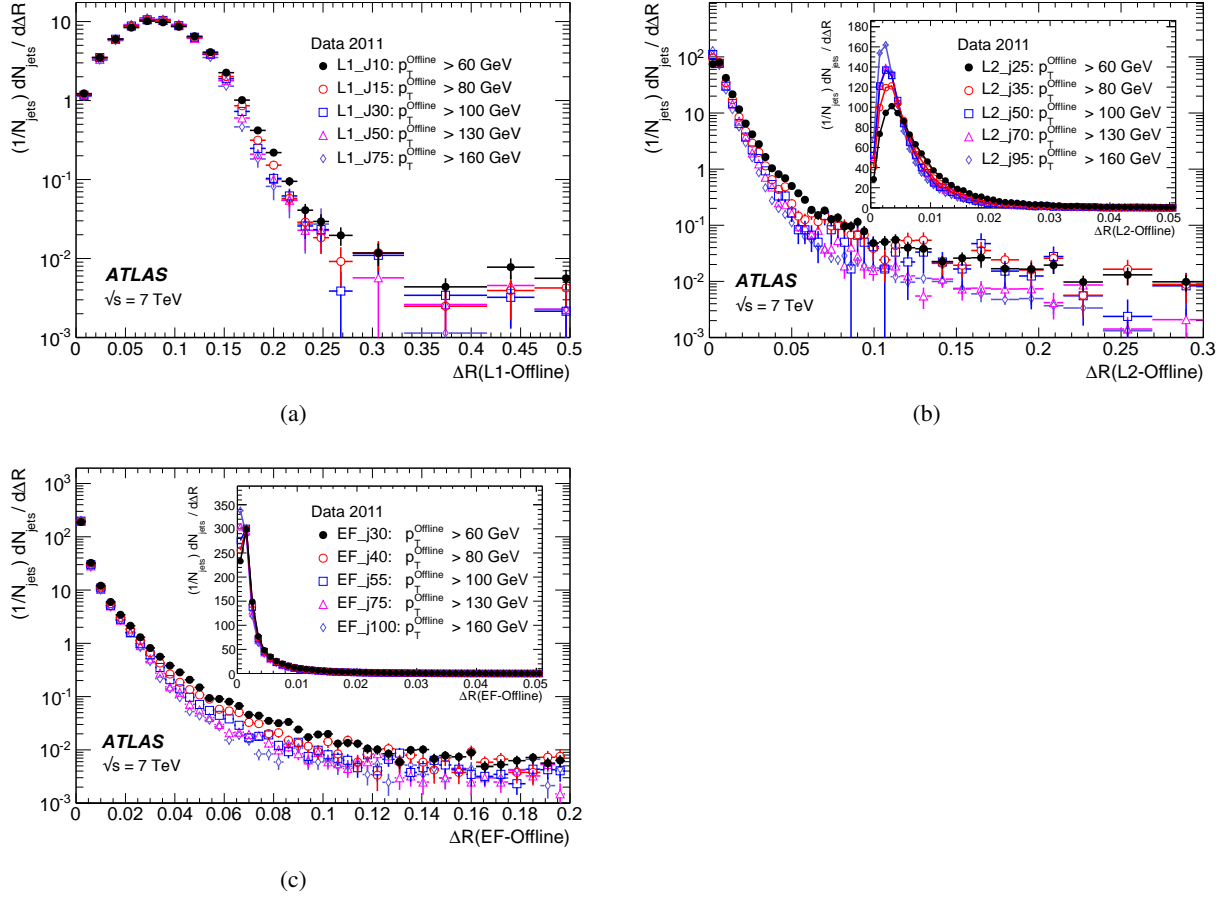 (1/N_jets) dN_jets / dΔR
10
1
10^-1
10^-2
10^-3
Data 2011
L1_J10: p_T^Offline > 60 GeV
L1_J15: p_T^Offline > 80 GeV
L1_J30: p_T^Offline > 100 GeV
L1_J50: p_T^Offline > 130 GeV
L1_J75: p_T^Offline > 160 GeV
ATLAS
√s = 7 TeV
0 0.05 0.1 0.15 0.2 0.25 0.3 0.35 0.4 0.45 0.5
ΔR(L1-Offline)
(a)
(1/N_jets) dN_jets / dΔR
10^2
10
1
10^-1
10^-2
10^-3
(1/N_jets) dN_jets / dΔR
180
160
140
120
100
80
60
40
20
0
Data 2011
L2_j25: p_T^Offline > 60 GeV
L2_j35: p_T^Offline > 80 GeV
L2_j50: p_T^Offline > 100 GeV
L2_j70: p_T^Offline > 130 GeV
L2_j95: p_T^Offline > 160 GeV
0 0.01 0.02 0.03 0.04 0.05
ΔR(L2-Offline)
ATLAS
√s = 7 TeV
0 0.05 0.1 0.15 0.2 0.25 0.3
ΔR(L2-Offline)
(b)
(1/N_jets) dN_jets / dΔR
10^3
10^2
10
1
10^-1
10^-2
10^-3
(1/N_jets) dN_jets / dΔR
350
300
250
200
150
100
50
0
Data 2011
EF_j30: p_T^Offline > 60 GeV
EF_j40: p_T^Offline > 80 GeV
EF_j55: p_T^Offline > 100 GeV
EF_j75: p_T^Offline > 130 GeV
EF_j100: p_T^Offline > 160 GeV
0 0.01 0.02 0.03 0.04 0.05
ΔR(EF-Offline)
ATLAS
√s = 7 TeV
0 0.02 0.04 0.06 0.08 0.1 0.12 0.14 0.16 0.18 0.2
ΔR(EF-Offline)
(c)